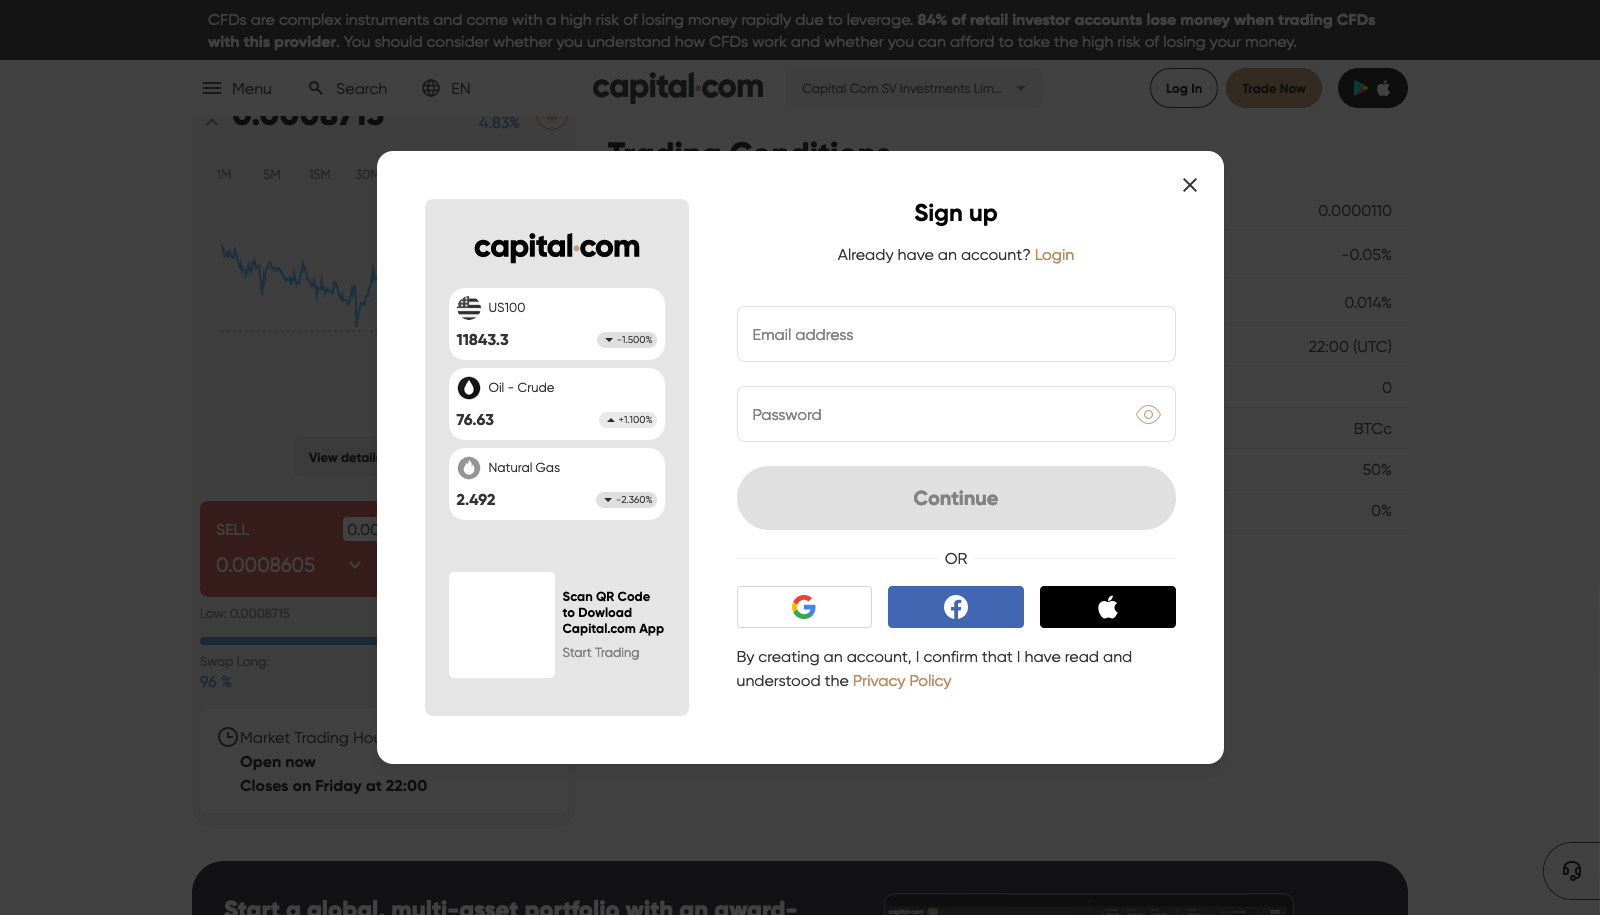 CFDs are complex instruments and come with a high risk of losing money rapidly due to leverage. 84% of retail investor accounts lose money when trading CFDs
with this provider. You should consider whether you understand how CFDs work and whether you can afford to take the high risk of losing your money.
Menu
Search
EN
capital.com
Capital Com SV Investments Lim...
Log In
Trade Now
0.0008715
4.83%
Trading Conditions
1M
5M
15M
30M
0.0000110
-0.05%
0.014%
22:00 (UTC)
0
BTCc
50%
0%
View detail
SELL
0.00
0.0008605
Low: 0.0008715
Swap Long:
96 %
Market Trading Hou
Open now
Closes on Friday at 22:00
capital.com
US100
11843.3
-1.500%
Oil - Crude
76.63
+1.100%
Natural Gas
2.492
-2.360%
Scan QR Code
to Dowload
Capital.com App
Start Trading
Sign up
Already have an account? Login
Email address
Password
Continue
OR
By creating an account, I confirm that I have read and
understood the Privacy Policy
Start a global, multi-asset portfolio with an award-
capital.com